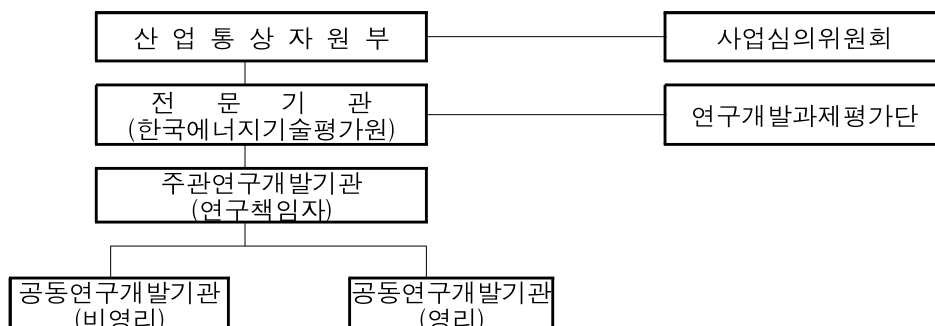 산 업 통 상 자 원 부
사업심의위원회
전 문 기 관
(한국에너지기술평가원)
연구개발과제평가단
주관연구개발기관
(연구책임자)
공동연구개발기관
(비영리)
공동연구개발기관
(영리)